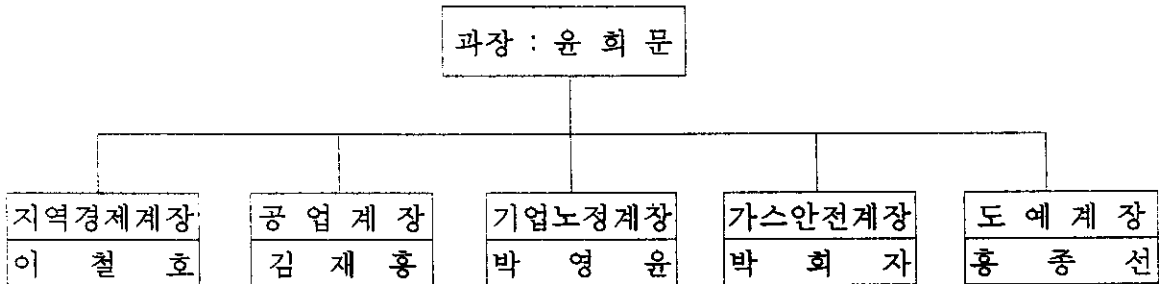 과장 : 윤 희 문
지역경제계장 공 업 계 장 기업노정계장 가스안전계장 도 예 계 장
이 철 호 김 재 홍 박 영 윤 박 희 자 홍 종 선